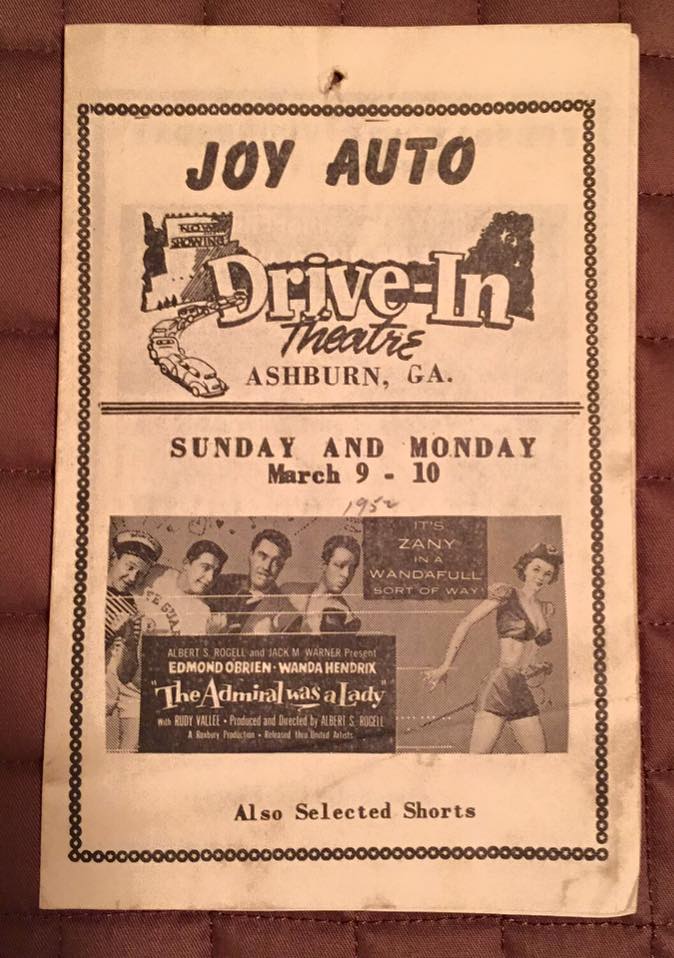 JOY AUTO
Drive-In
Theatre
ASHBURN, GA.
SUNDAY AND MONDAY
March 9 - 10
1952
IT'S
ZANY
IN A
WANDAFULL
SORT OF WAY!
ALBERT S. ROGELL and JACK M. WARNER Present
EDMOND OBRIEN · WANDA HENDRIX
"The Admiral was a Lady"
With RUDY VALLEE • Produced and Directed by ALBERT S. ROGELL
A Roxbury Production • Released thru United Artists
Also Selected Shorts